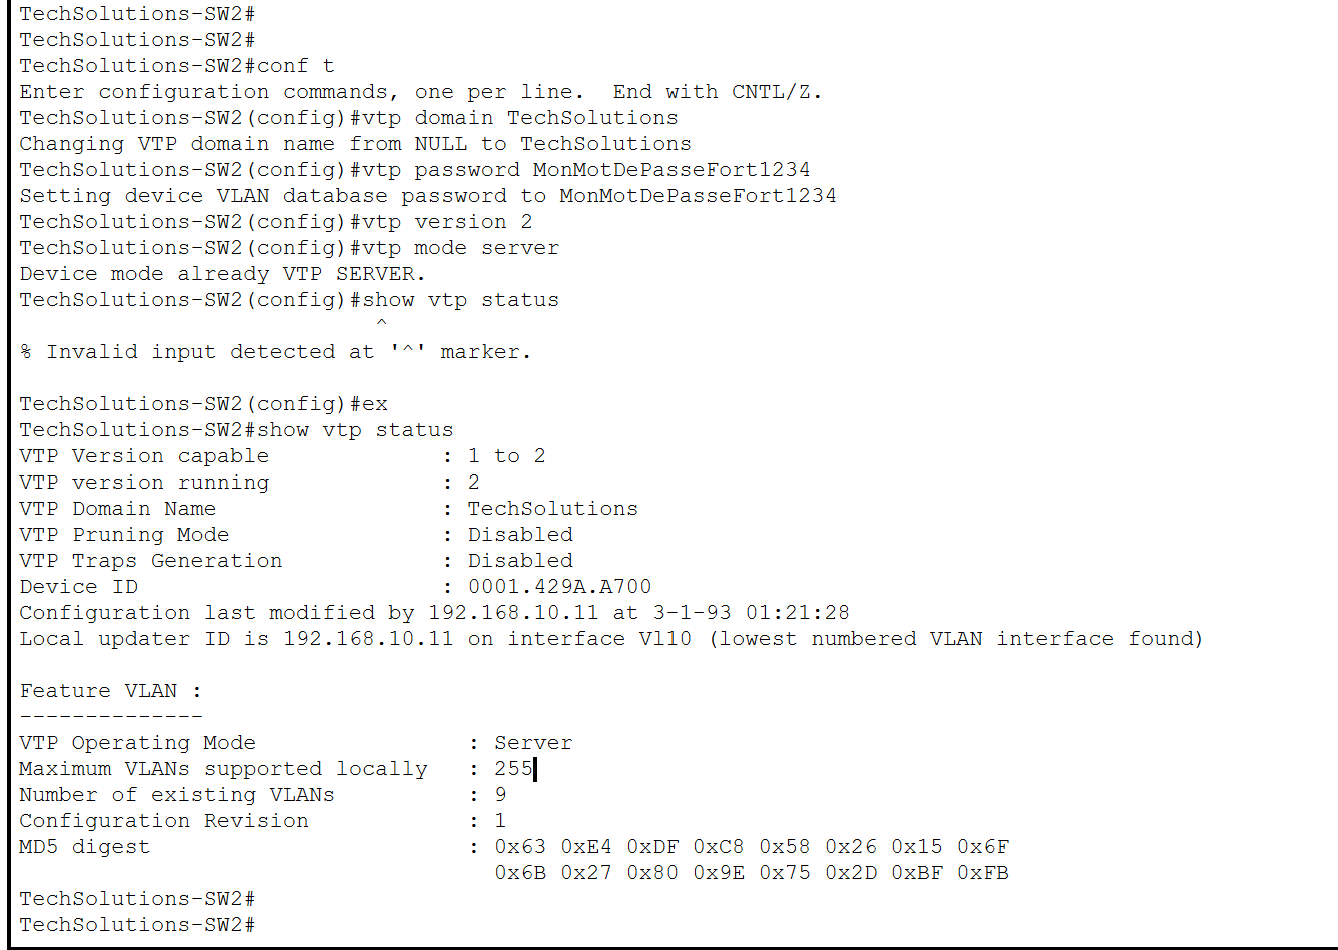 TechSolutions-SW2#
TechSolutions-SW2#
TechSolutions-SW2#conf t
Enter configuration commands, one per line.  End with CNTL/Z.
TechSolutions-SW2(config)#vtp domain TechSolutions
Changing VTP domain name from NULL to TechSolutions
TechSolutions-SW2(config)#vtp password MonMotDePasseFort1234
Setting device VLAN database password to MonMotDePasseFort1234
TechSolutions-SW2(config)#vtp version 2
TechSolutions-SW2(config)#vtp mode server
Device mode already VTP SERVER.
TechSolutions-SW2(config)#show vtp status
                           ^
% Invalid input detected at '^' marker.

TechSolutions-SW2(config)#ex
TechSolutions-SW2#show vtp status
VTP Version capable             : 1 to 2
VTP version running             : 2
VTP Domain Name                 : TechSolutions
VTP Pruning Mode                : Disabled
VTP Traps Generation            : Disabled
Device ID                       : 0001.429A.A700
Configuration last modified by 192.168.10.11 at 3-1-93 01:21:28
Local updater ID is 192.168.10.11 on interface Vl10 (lowest numbered VLAN interface found)

Feature VLAN :
--------------
VTP Operating Mode                : Server
Maximum VLANs supported locally   : 255
Number of existing VLANs          : 9
Configuration Revision            : 1
MD5 digest                        : 0x63 0xE4 0xDF 0xC8 0x58 0x26 0x15 0x6F
                                    0x6B 0x27 0x80 0x9E 0x75 0x2D 0xBF 0xFB
TechSolutions-SW2#
TechSolutions-SW2#